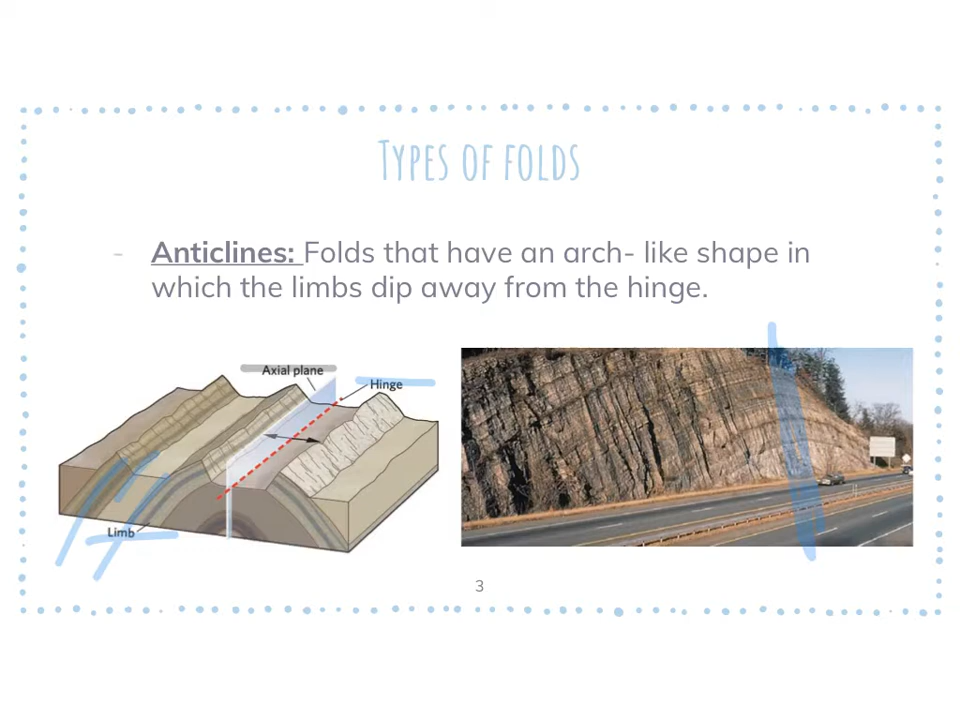 Types of folds
- Anticlines: Folds that have an arch- like shape in
which the limbs dip away from the hinge.
Axial plane
Hinge
Limb
3